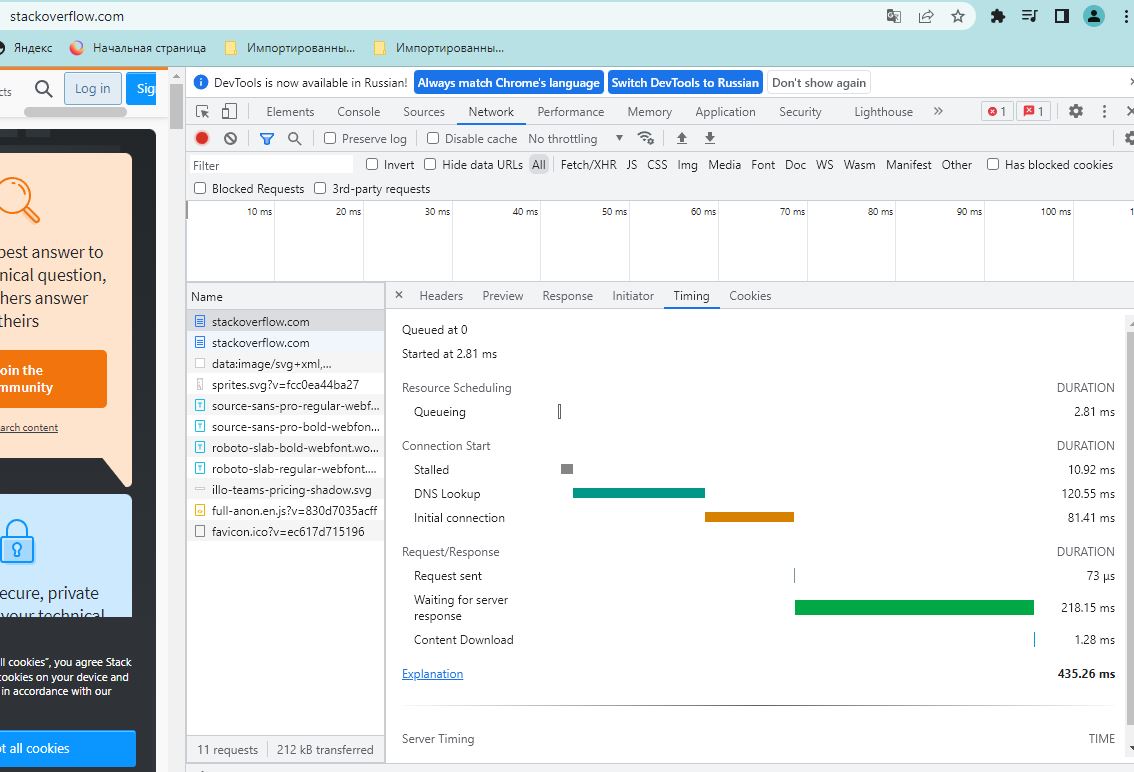 stackoverflow.com
Яндекс Начальная страница Импортированны... Импортированны...
cts Log in Sig
DevTools is now available in Russian! Always match Chrome's language Switch DevTools to Russian Don't show again
Elements Console Sources Network Performance Memory Application Security Lighthouse » 1 1
Preserve log Disable cache No throttling
Filter Invert Hide data URLs All Fetch/XHR JS CSS Img Media Font Doc WS Wasm Manifest Other Has blocked cookies
Blocked Requests 3rd-party requests
10 ms 20 ms 30 ms 40 ms 50 ms 60 ms 70 ms 80 ms 90 ms 100 ms 1
best answer to
nical question,
hers answer
theirs
oin the
mmunity
arch content
ecure, private
your technical
ll cookies”, you agree Stack
cookies on your device and
in accordance with our
t all cookies
Name
stackoverflow.com
stackoverflow.com
data:image/svg+xml,...
sprites.svg?v=fcc0ea44ba27
source-sans-pro-regular-webf...
source-sans-pro-bold-webfon...
roboto-slab-bold-webfont.wo...
roboto-slab-regular-webfont....
illo-teams-pricing-shadow.svg
full-anon.en.js?v=830d7035acff
favicon.ico?v=ec617d715196
11 requests 212 kB transferred
Headers Preview Response Initiator Timing Cookies
Queued at 0
Started at 2.81 ms
Resource Scheduling DURATION
Queueing 2.81 ms
Connection Start DURATION
Stalled 10.92 ms
DNS Lookup 120.55 ms
Initial connection 81.41 ms
Request/Response DURATION
Request sent 73 µs
Waiting for server
response 218.15 ms
Content Download 1.28 ms
Explanation 435.26 ms
Server Timing TIME